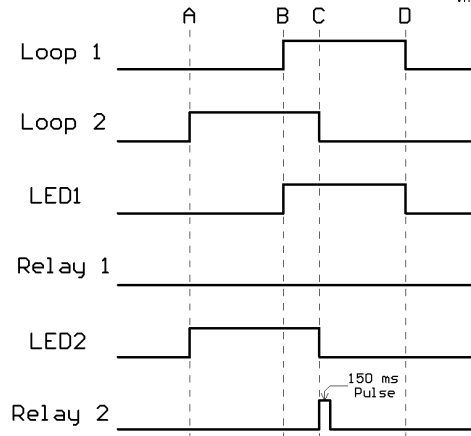 A B C D
Loop 1
Loop 2
LED1
Relay 1
LED2
150 ms
Pulse
Relay 2